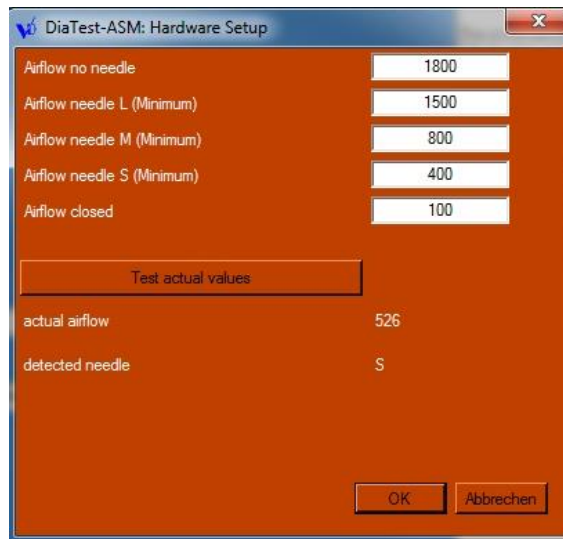 DiaTest-ASM: Hardware Setup
Airflow no needle 1800
Airflow needle L (Minimum) 1500
Airflow needle M (Minimum) 800
Airflow needle S (Minimum) 400
Airflow closed 100
Test actual values
actual airflow 526
detected needle S
OK Abbrechen